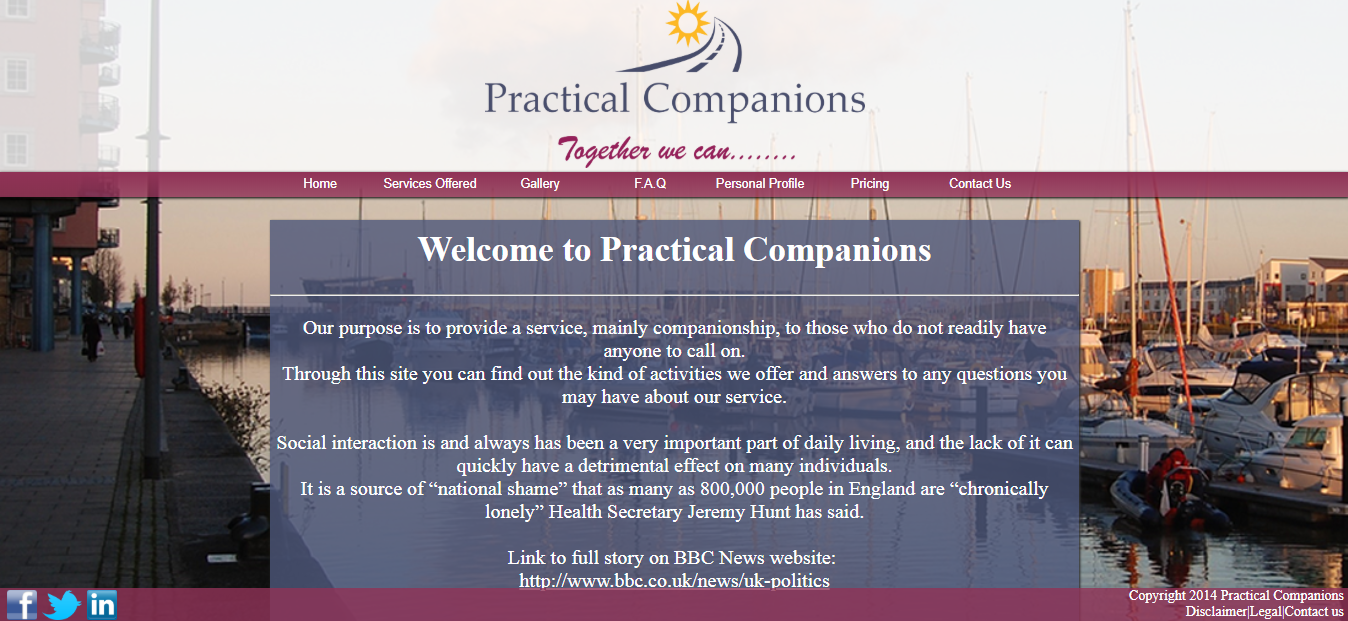 Practical Companions
Together we can........
Home Services Offered Gallery F.A.Q Personal Profile Pricing Contact Us
Welcome to Practical Companions
Our purpose is to provide a service, mainly companionship, to those who do not readily have
anyone to call on.
Through this site you can find out the kind of activities we offer and answers to any questions you
may have about our service.
Social interaction is and always has been a very important part of daily living, and the lack of it can
quickly have a detrimental effect on many individuals.
It is a source of “national shame” that as many as 800,000 people in England are “chronically
lonely” Health Secretary Jeremy Hunt has said.
Link to full story on BBC News website:
http://www.bbc.co.uk/news/uk-politics
f in
Copyright 2014 Practical Companions
Disclaimer|Legal|Contact us